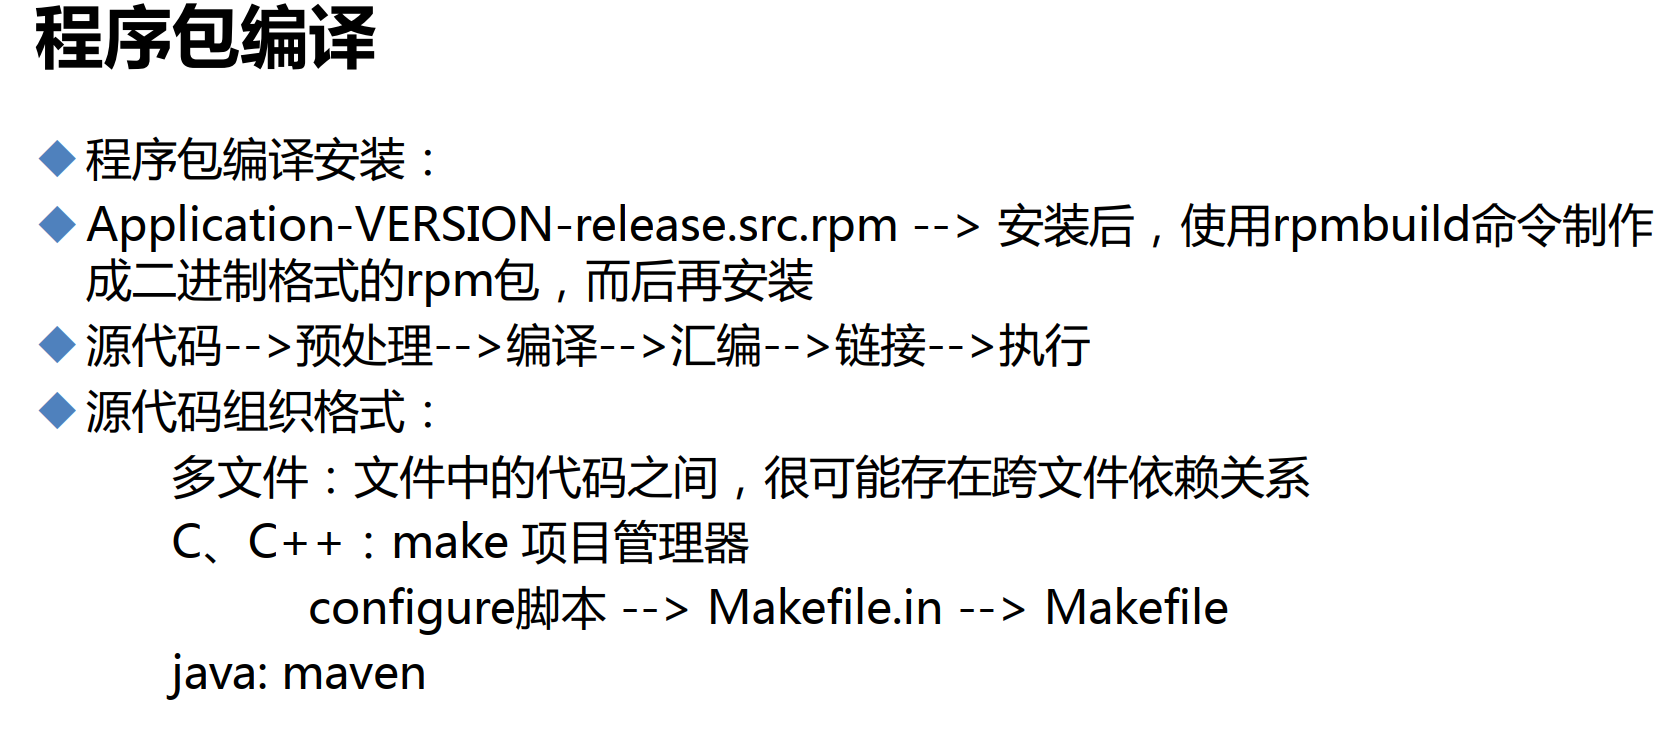 程序包编译
程序包编译安装：
Application-VERSION-release.src.rpm --> 安装后，使用rpmbuild命令制作
成二进制格式的rpm包，而后再安装
源代码-->预处理-->编译-->汇编-->链接-->执行
源代码组织格式：
多文件：文件中的代码之间，很可能存在跨文件依赖关系
C、C++：make 项目管理器
configure脚本 --> Makefile.in --> Makefile
java: maven